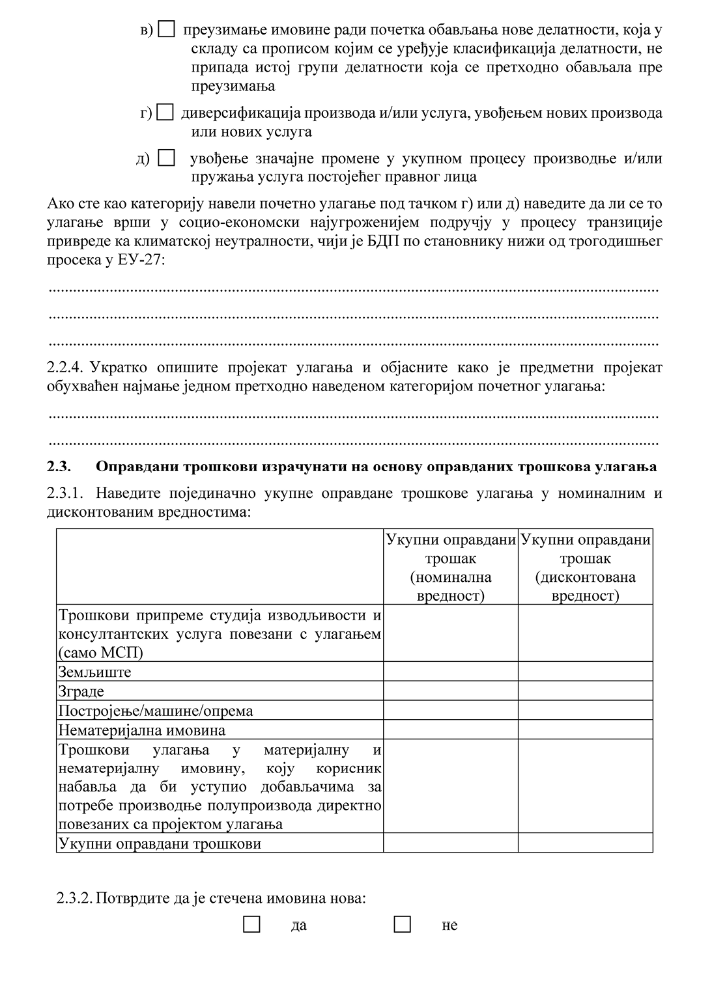 в) преузимање имовине ради почетка обављања нове делатности, која у
складу са прописом којим се уређује класификација делатности, не
припада истој групи делатности која се претходно обављала пре
преузимања
г) диверсификација производа и/или услуга, увођењем нових производа
или нових услуга
д) увођење значајне промене у укупном процесу производње и/или
пружања услуга постојећег правног лица
Ако сте као категорију навели почетно улагање под тачком г) или д) наведите да ли се то
улагање врши у социо-економски најугроженијем подручју у процесу транзиције
привреде ка климатској неутралности, чији је БДП по становнику нижи од трогодишњег
просека у ЕУ-27:
2.2.4. Укратко опишите пројекат улагања и објасните како је предметни пројекат
обухваћен најмање једном претходно наведеном категоријом почетног улагања:
2.3. Оправдани трошкови израчунати на основу оправданих трошкова улагања
2.3.1. Наведите појединачно укупне оправдане трошкове улагања у номиналним и
дисконтованим вредностима:
Укупни оправдани
трошак
(номинална
вредност)
Укупни оправдани
трошак
(дисконтована
вредност)
Трошкови припреме студија изводљивости и
консултантских услуга повезани с улагањем
(само МСП)
Земљиште
Зграде
Постројење/машине/опрема
Нематеријална имовина
Трошкови улагања у материјалну и
нематеријалну имовину, коју корисник
набавља да би уступио добављачима за
потребе производње полупроизвода директно
повезаних са пројектом улагања
Укупни оправдани трошкови
2.3.2. Потврдите да је стечена имовина нова:
да не